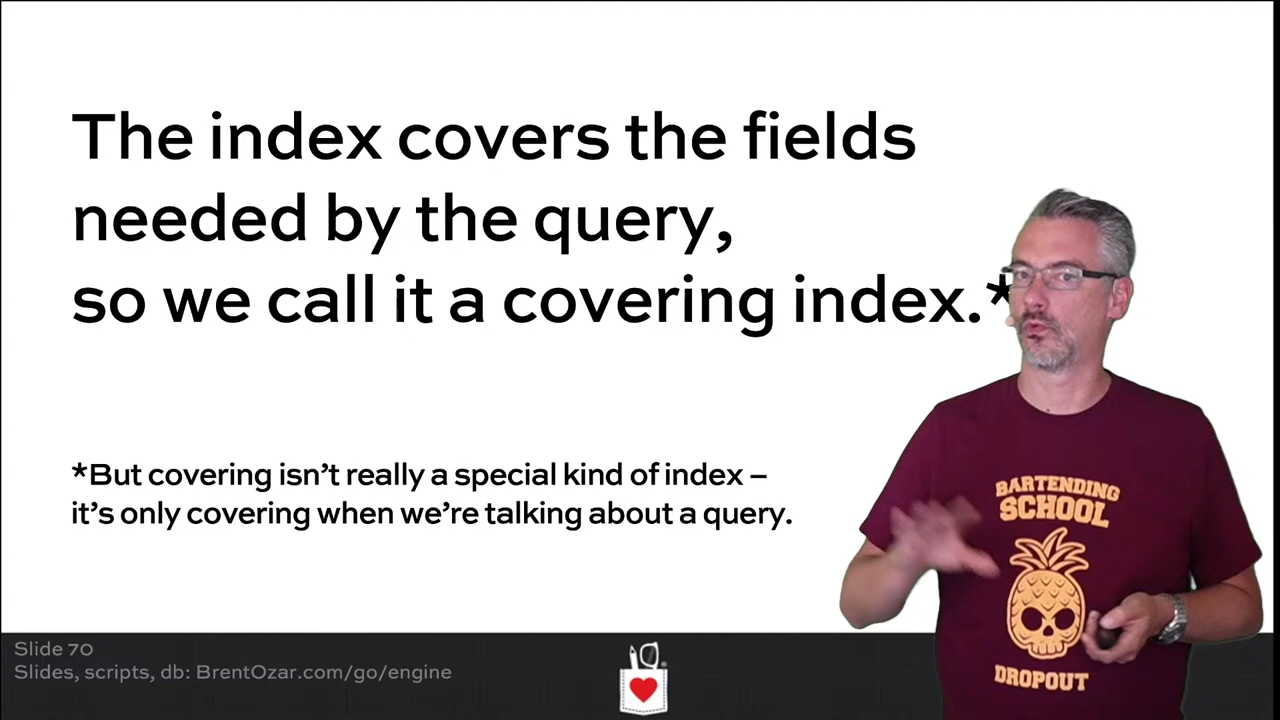 The index covers the fields
needed by the query,
so we call it a covering index.*
*But covering isn’t really a special kind of index –
it’s only covering when we’re talking about a query.
BARTENDING
SCHOOL
DROPOUT
Slide 70
Slides, scripts, db: BrentOzar.com/go/engine